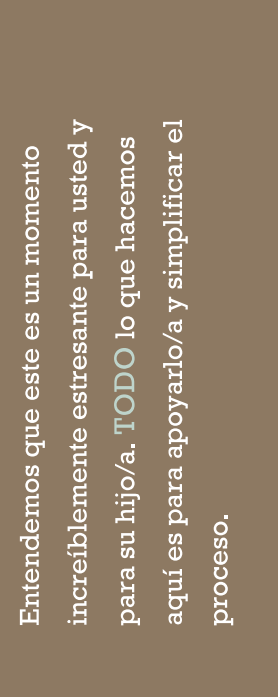 Entendemos que este es un momento
increíblemente estresante para usted y
para su hijo/a. TODO lo que hacemos
aquí es para apoyarlo/a y simplificar el
proceso.